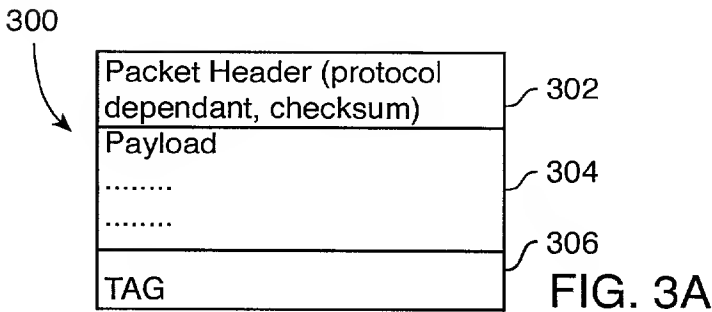 300
Packet Header (protocol
dependant, checksum)
302
Payload
........
........
304
306
TAG
FIG. 3A